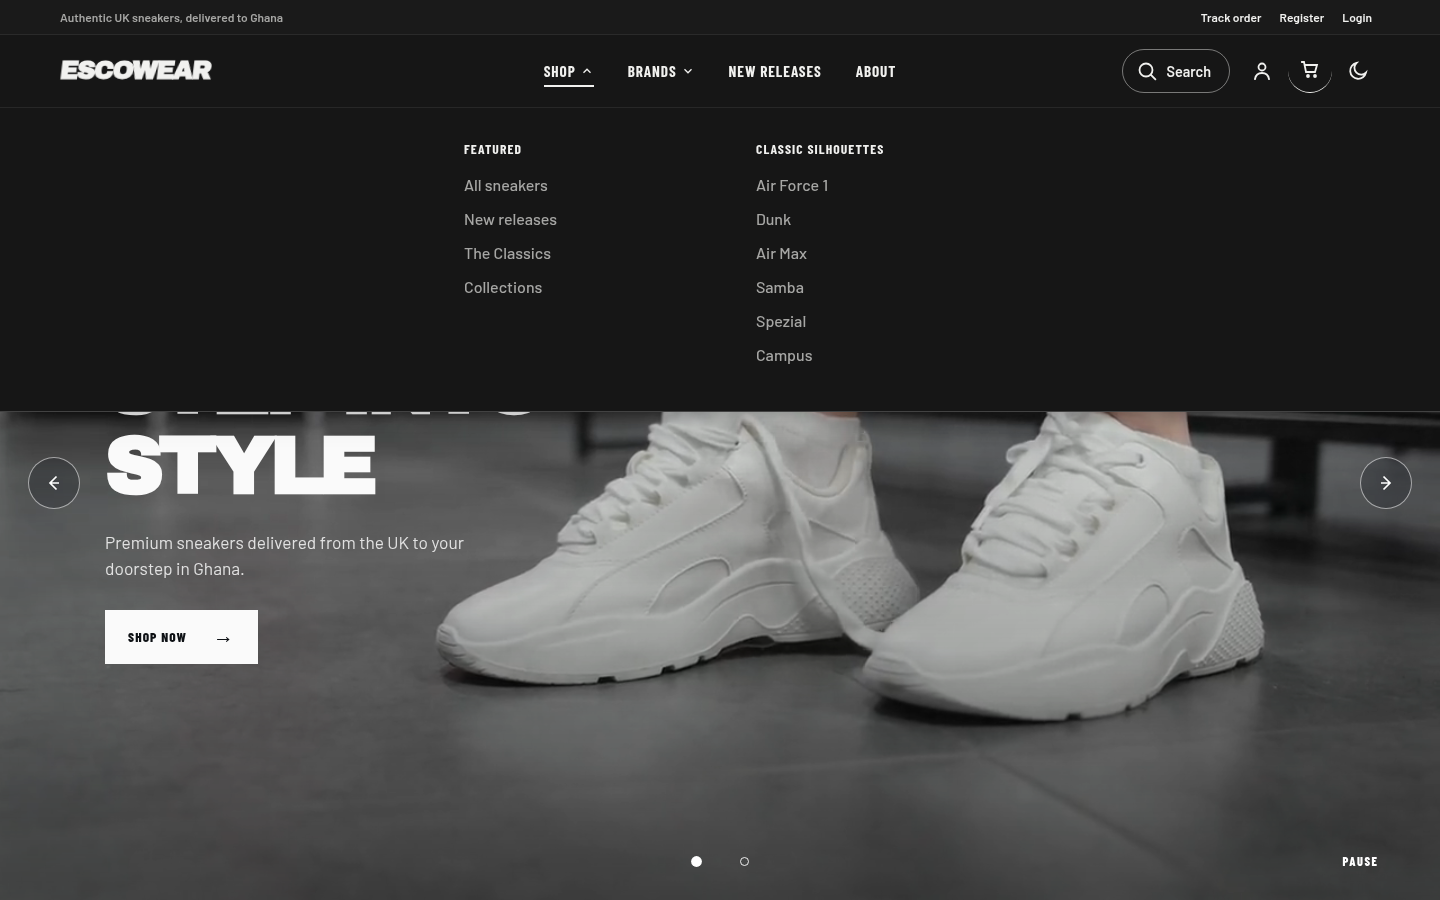 Authentic UK sneakers, delivered to Ghana
Track order
Register
Login
ESCOWEAR
SHOP
BRANDS
NEW RELEASES
ABOUT
Search
FEATURED
All sneakers
New releases
The Classics
Collections
CLASSIC SILHOUETTES
Air Force 1
Dunk
Air Max
Samba
Spezial
Campus
STYLE
Premium sneakers delivered from the UK to your
doorstep in Ghana.
SHOP NOW →
PAUSE